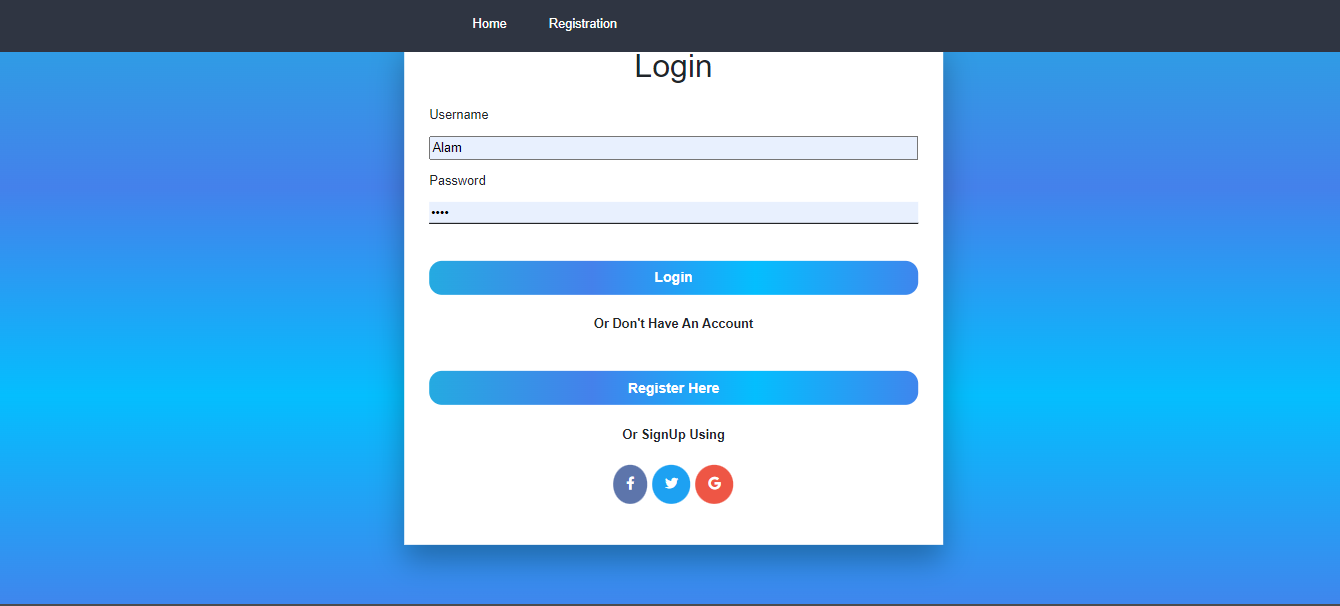 Home Registration
Login
Username
Alam
Password
••••
Login
Or Don't Have An Account
Register Here
Or SignUp Using
f G